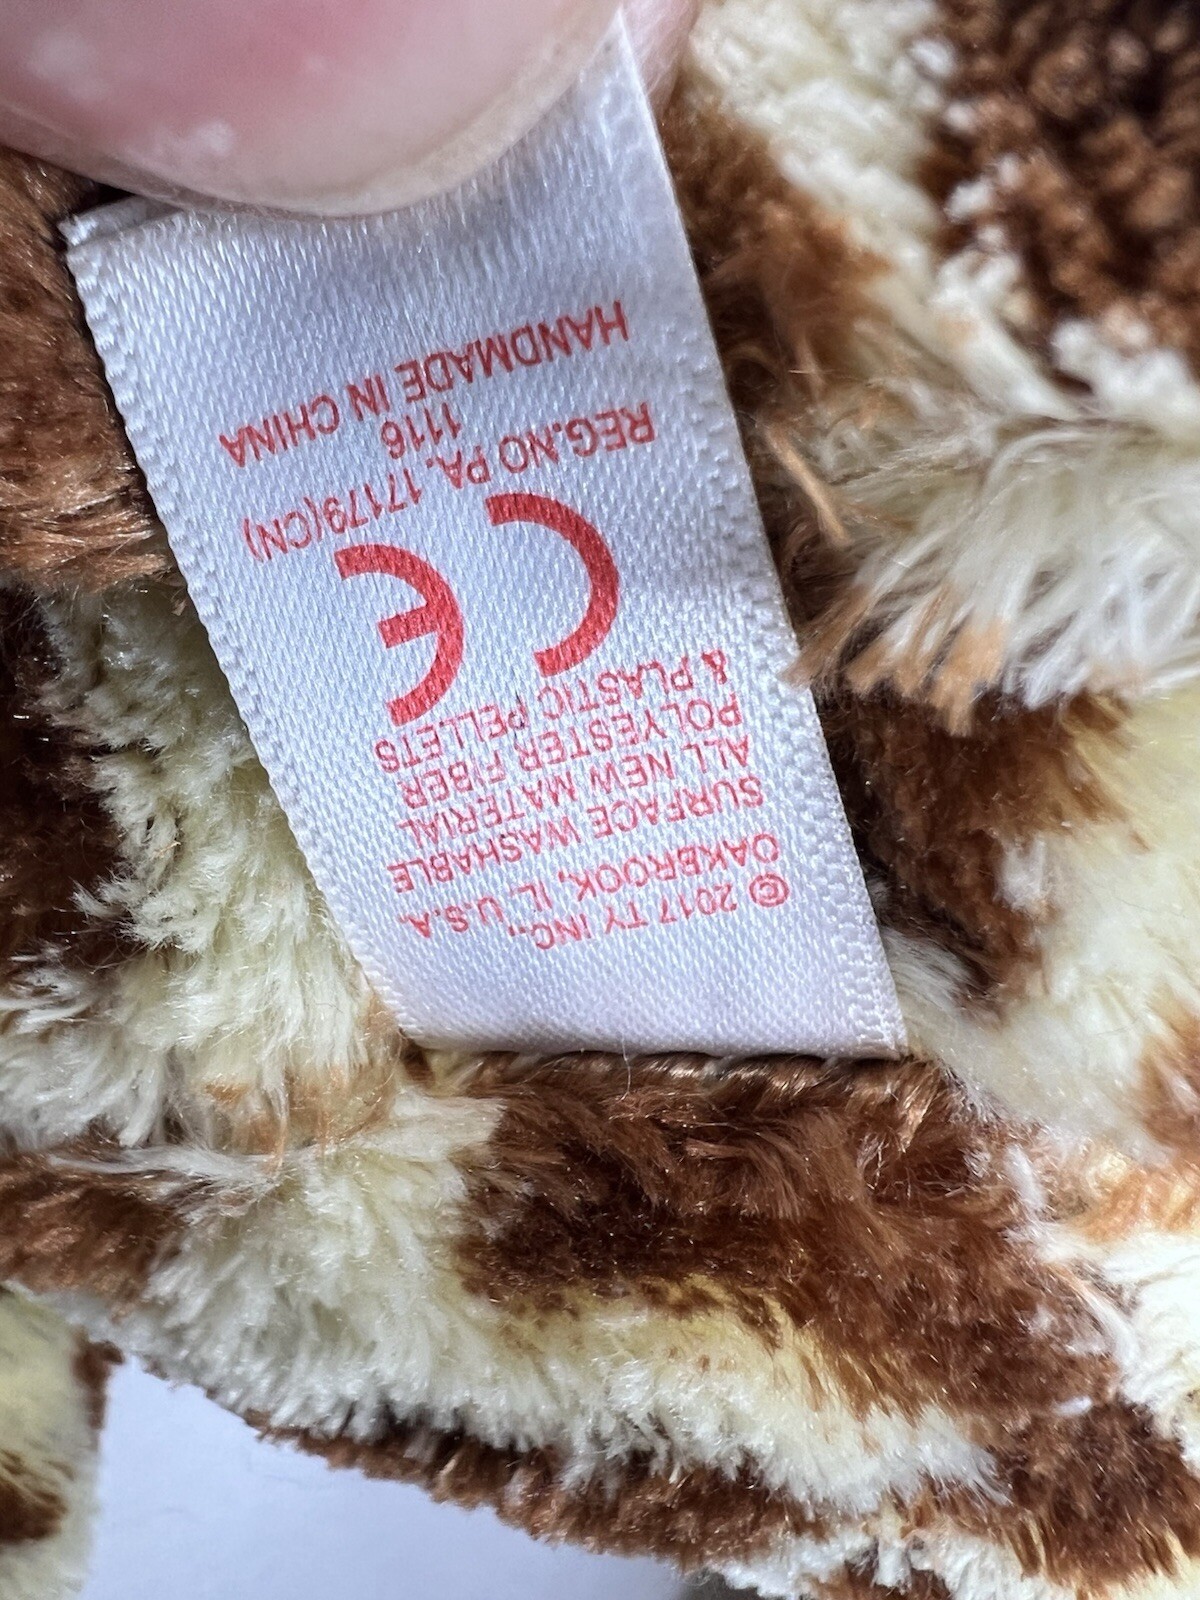 © 2017 TY INC.,
OAKBROOK, IL. U.S.A.
SURFACE WASHABLE
ALL NEW MATERIAL
POLYESTER FIBER
& PLASTIC PELLETS
CE
REG.NO PA. 17179(CN)
1116
HANDMADE IN CHINA